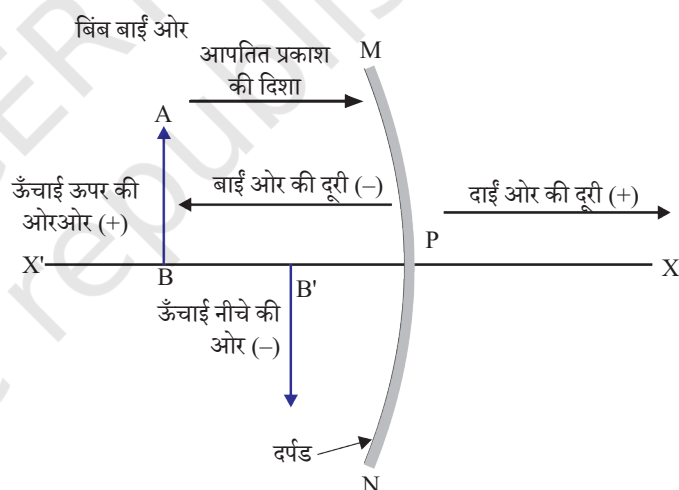 बिंब बाईं ओर
आपतित प्रकाश
की दिशा
M
A
बाईं ओर की दूरी (–)
दाईं ओर की दूरी (+)
ऊँचाई ऊपर की
ओरओर (+)
P
X'
B
B'
X
ऊँचाई नीचे की
ओर (–)
दर्पड
N